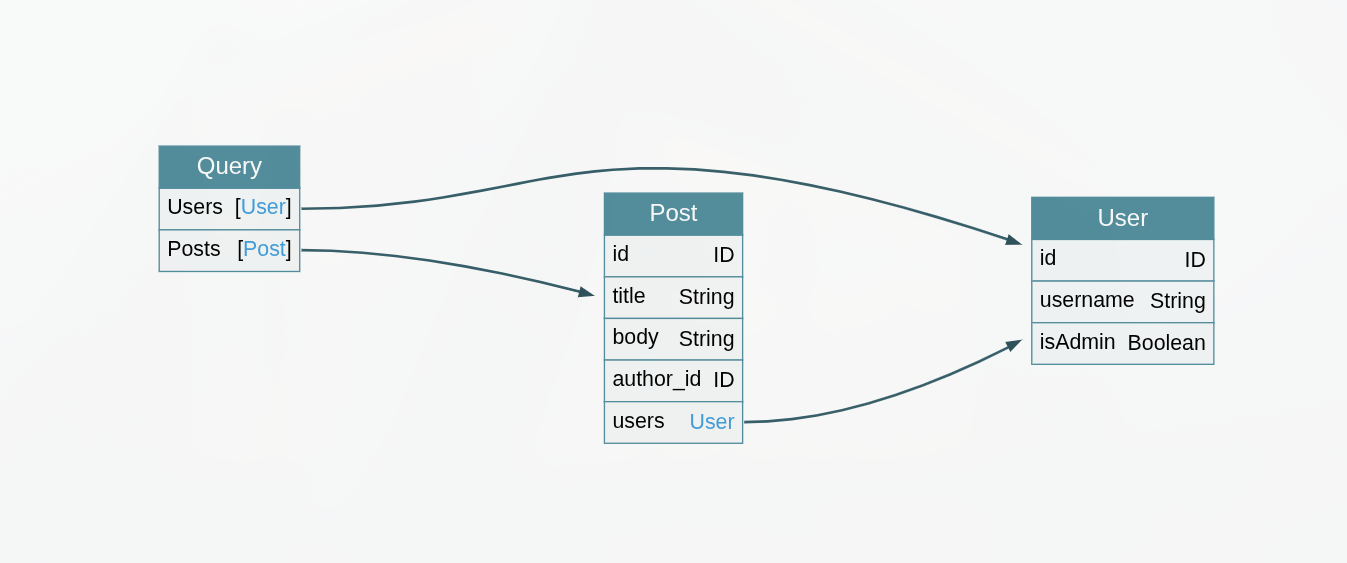 Query
Users [User]
Posts [Post]
Post
id ID
title String
body String
author_id ID
users User
User
id ID
username String
isAdmin Boolean